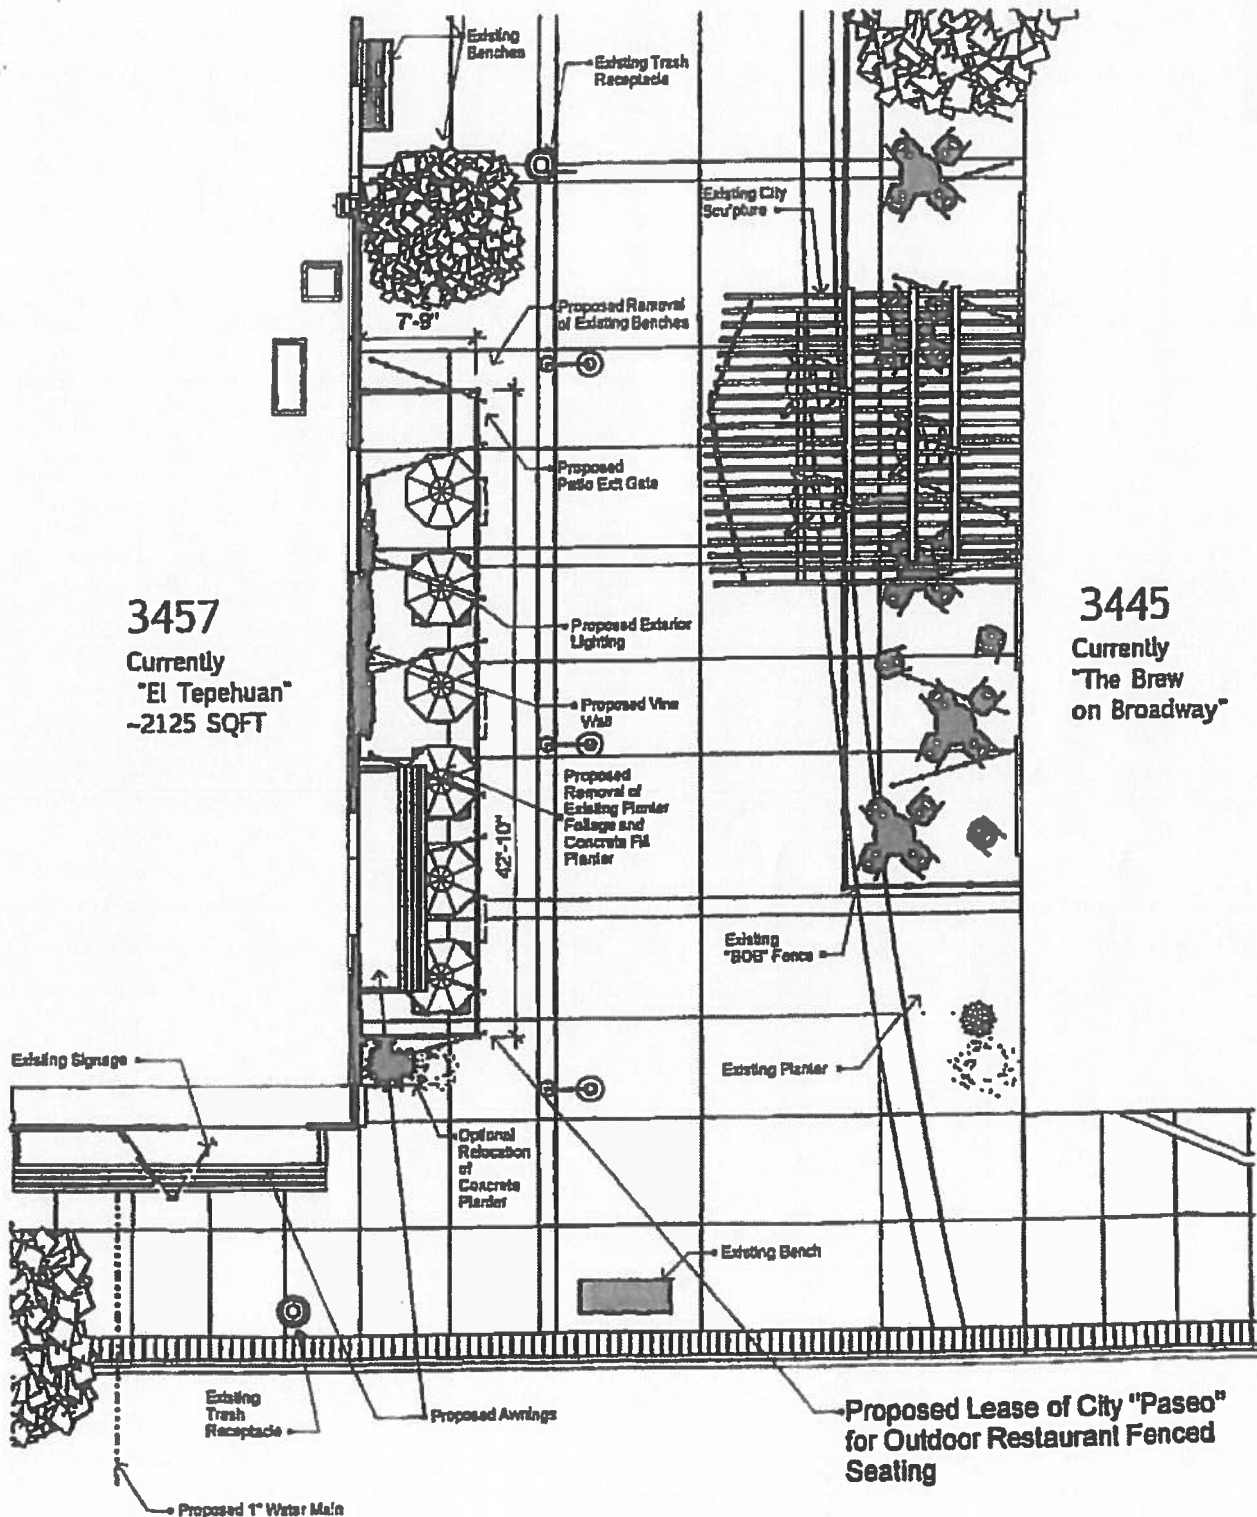 Existing
Benches
Existing Trash
Receptacle
Existing City
Sculpture
7'-9"
Proposed Removal
of Existing Benches
Proposed
Patio Exit Gate
3457
Currently
"El Tepehuan"
~2125 SQFT
Proposed Exterior
Lighting
3445
Currently
"The Brew
on Broadway"
Proposed Vine
Wall
Proposed
Removal of
Existing Planter
Foliage and
Concrete Fill
Planter
42'-10"
Existing
"BOB" Fence
Existing Signage
Existing Planter
Optional
Relocation
of
Concrete
Planter
Existing Bench
Existing
Trash
Receptacle
Proposed Awnings
Proposed Lease of City "Paseo"
for Outdoor Restaurant Fenced
Seating
Proposed 1" Water Main